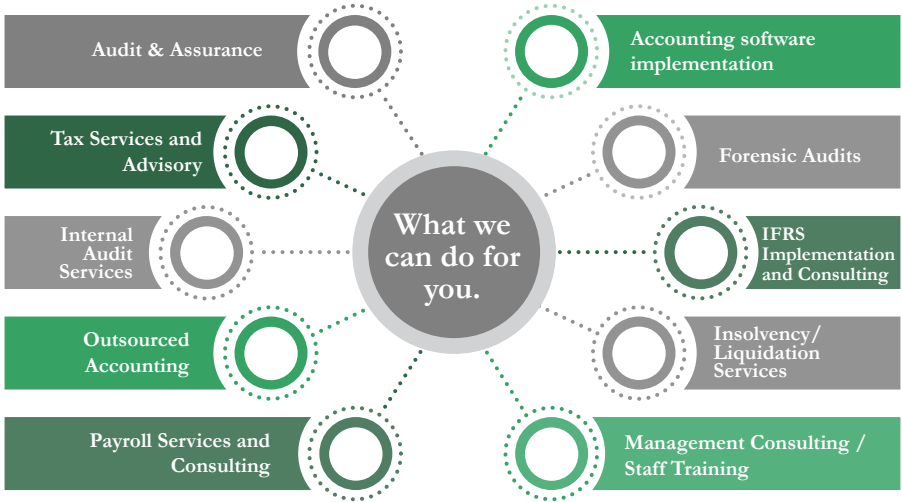 Audit & Assurance
Tax Services and
Advisory
Internal
Audit
Services
Outsourced
Accounting
Payroll Services and
Consulting
What we
can do for
you.
Accounting software
implementation
Forensic Audits
IFRS
Implementation
and Consulting
Insolvency/
Liquidation
Services
Management Consulting /
Staff Training